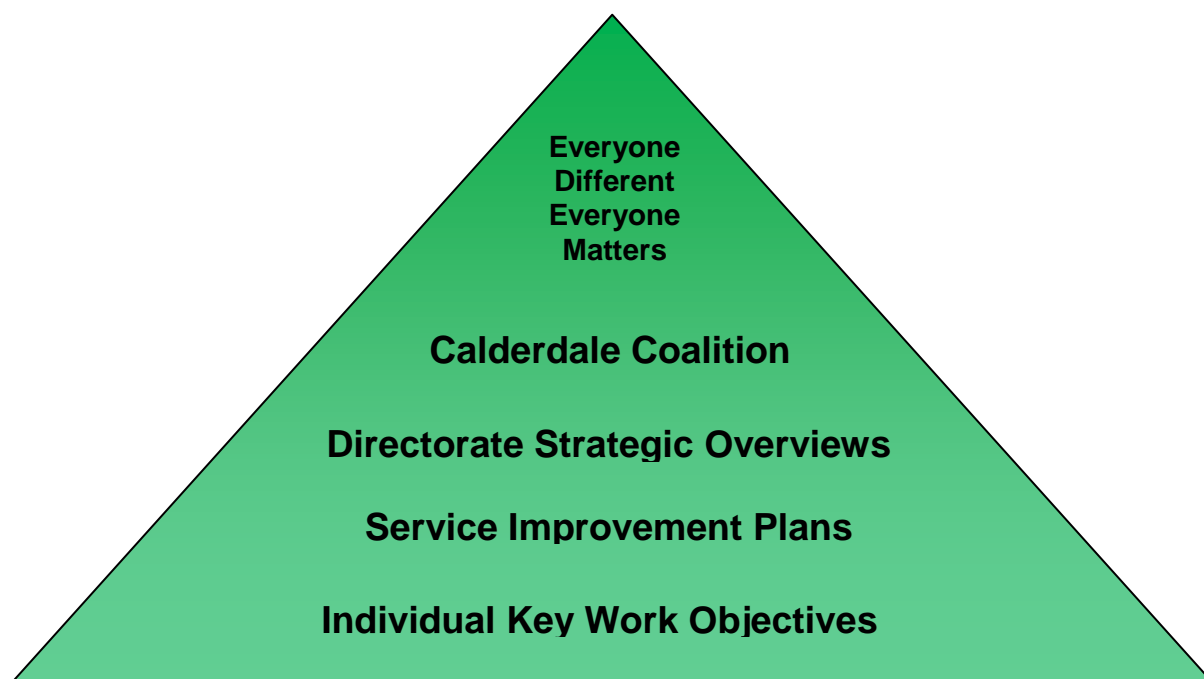 Everyone
Different
Everyone
Matters
Calderdale Coalition
Directorate Strategic Overviews
Service Improvement Plans
Individual Key Work Objectives